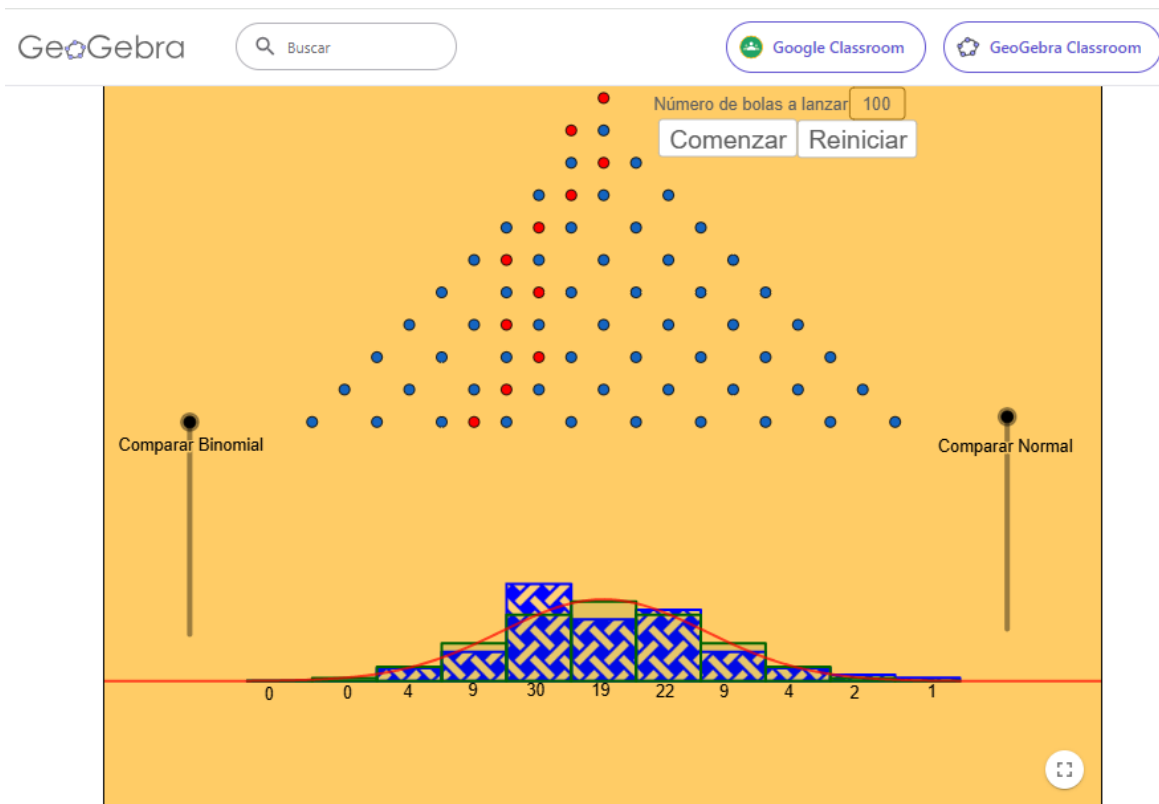 GeoGebra
Buscar
Google Classroom
GeoGebra Classroom
Número de bolas a lanzar 100
Comenzar Reiniciar
Comparar Binomial
Comparar Normal
0 0 4 9 30 19 22 9 4 2 1